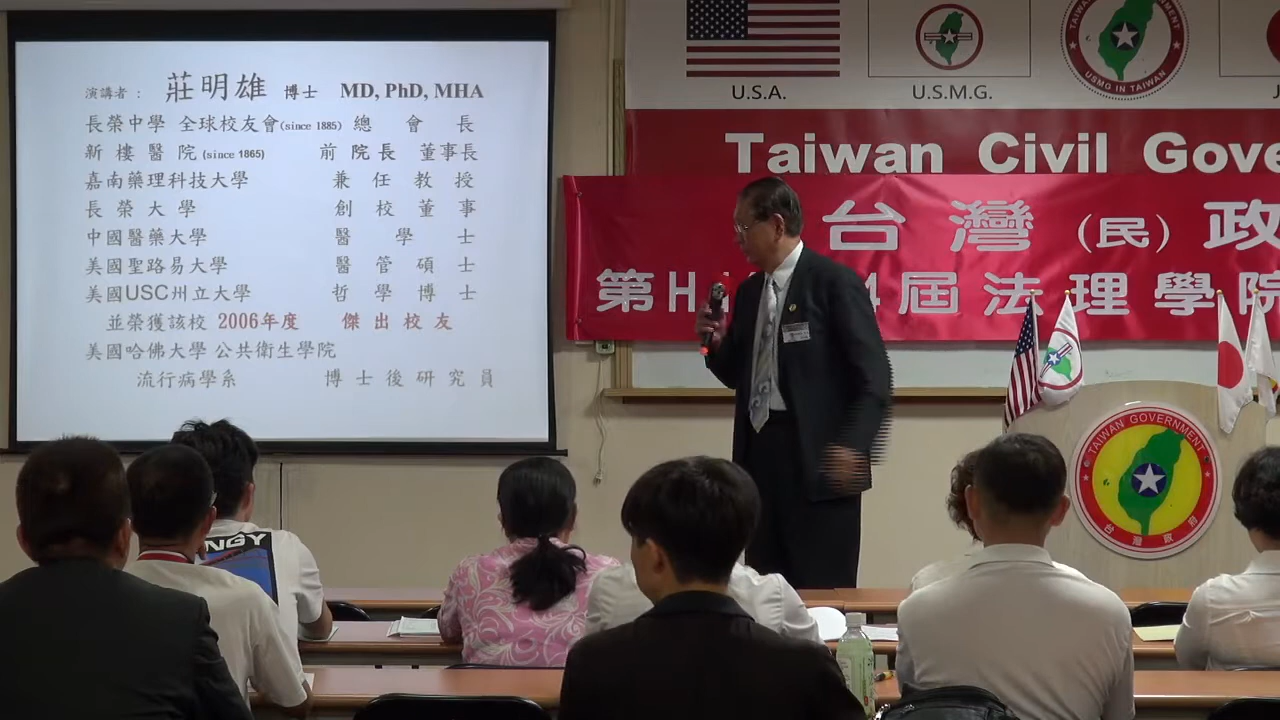 演講者： 莊明雄 博士 MD, PhD, MHA
長榮中學 全球校友會(since 1885) 總會長
新樓醫院(since 1865) 前院長 董事長
嘉南藥理科技大學 兼任教授
長榮大學 創校董事
中國醫藥大學 醫學士
美國聖路易大學 醫管碩士
美國USC州立大學 哲學博士
並榮獲該校 2006年度 傑出校友
美國哈佛大學 公共衛生學院
流行病學系 博士後研究員
U.S.A.
U.S.M.G.
USMG IN TAIWAN
Taiwan Civil Gove
台灣（民）政
第H 4屆法理學院
TAIWAN GOVERNMENT
台灣政府
NGY